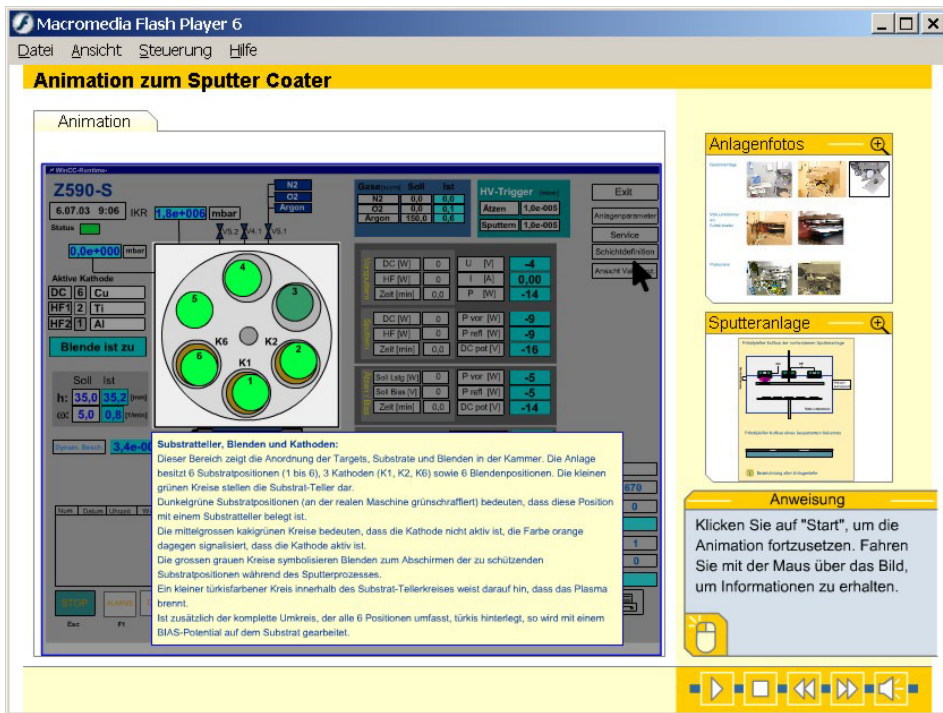 Macromedia Flash Player 6
Datei Ansicht Steuerung Hilfe
Animation zum Sputter Coater
Animation
WinCC-Runtime-
Z590-S
6.07.03 9:06 IKR 1,8e+006 mbar
Status
0,0e+000 mbar
N2
O2
Argon
V5.2 V4.1 V5.1
Aktive Kathode
DC 6 Cu
HF1 2 Ti
HF2 1 Al
Blende ist zu
Soll Ist
h: 35,0 35,2 [mm]
ω: 5,0 0,8 [1/min]
4
5
3
K6 K2
6
2
K1
1
Soll Ist
N2 0,0 0,0
O2 0,0 0,1
Argon 150,0 0,6
HV-Trigger [mbar]
Ätzen 1,0e-005
Sputtern 1,0e-005
Exit
Anlagenparameter
Service
Schichtdefinition
DC [W] 0 U [V] -4
HF [W] 0 I [A] 0,00
Zeit [min] 0,0 P [W] -14
Sputtern
DC [W] 0 P vor [W] -9
HF [W] 0 P refl [W] -9
Zeit [min] 0,0 DC pot [V] -16
Soll Lstg [W] 0 P vor [W] -5
Soll Bias [V] 0 P refl [W] -5
Zeit [min] 0,0 DC pot [V] -14
670
0
1
0
Num Datum Uhrzeit
STOP
Esc F1
Substratteller, Blenden und Kathoden:
Dieser Bereich zeigt die Anordnung der Targets, Substrate und Blenden in der Kammer. Die Anlage
besitzt 6 Substratpositionen (1 bis 6), 3 Kathoden (K1, K2, K6) sowie 6 Blendenpositionen. Die kleinen
grünen Kreise stellen die Substrat-Teller dar.
Dunkelgrüne Substratpositionen (an der realen Maschine grünschraffiert) bedeuten, dass diese Position
mit einem Substratteller belegt ist.
Die mittelgrossen kakigrünen Kreise bedeuten, dass die Kathode nicht aktiv ist, die Farbe orange
dagegen signalisiert, dass die Kathode aktiv ist.
Die grossen grauen Kreise symbolisieren Blenden zum Abschirmen der zu schützenden
Substratpositionen während des Sputterprozesses.
Ein kleiner türkisfarbener Kreis innerhalb des Substrat-Tellerkreises weist darauf hin, dass das Plasma
brennt.
Ist zusätzlich der komplette Umkreis, der alle 6 Positionen umfasst, türkis hinterlegt, so wird mit einem
BIAS-Potential auf dem Substrat gearbeitet.
Anlagenfotos
Sputteranlage
Anweisung
Klicken Sie auf "Start", um die
Animation fortzusetzen. Fahren
Sie mit der Maus über das Bild,
um Informationen zu erhalten.